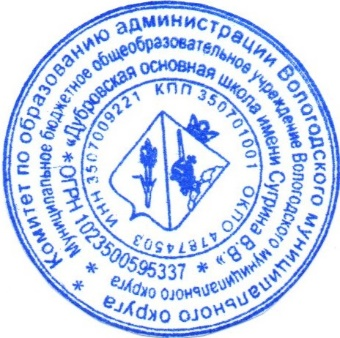 * Комитет по образованию администрации Вологодского муниципального округа
* Муниципальное бюджетное общеобразовательное учреждение Вологодского муниципального округа
* «Дубровская основная школа имени Сугрина В.В» * ОГРН 1023500595337
ИНН 3507009221 КПП 350701001 ОКПО 47874503